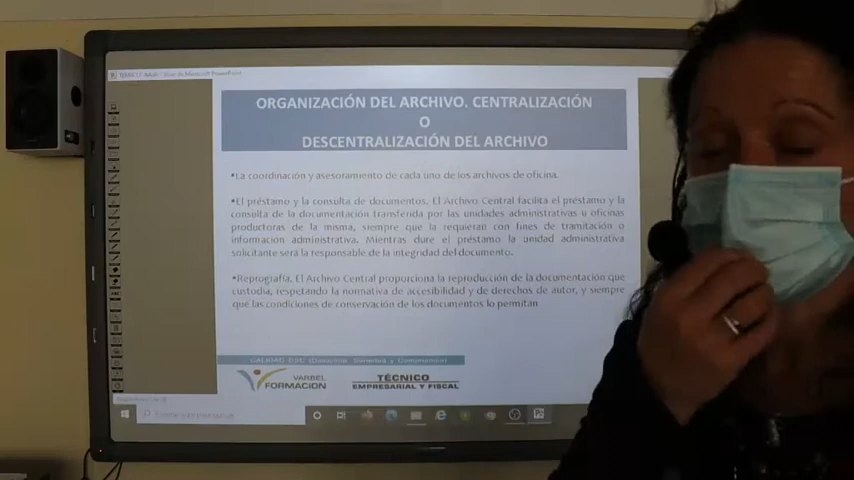 ORGANIZACIÓN DEL ARCHIVO. CENTRALIZACIÓN
O
DESCENTRALIZACIÓN DEL ARCHIVO
•La coordinación y asesoramiento de cada uno de los archivos de oficina.
•El préstamo y la consulta de documentos. El Archivo Central facilita el préstamo y la
consulta de la documentación transferida por las unidades administrativas u oficinas
productoras de la misma, siempre que la requieran con fines de tramitación o
información administrativa. Mientras dure el préstamo la unidad administrativa
solicitante sera la responsable de la integridad del documento.
•Reprografía. El Archivo Central proporciona la reproducción de la documentación que
custodia, respetando la normativa de accesibilidad y de derechos de autor, y siempre
que las condiciones de conservación de los documentos lo permitan
VARBEL
FORMACIÓN
TÉCNICO
EMPRESARIAL Y FISCAL